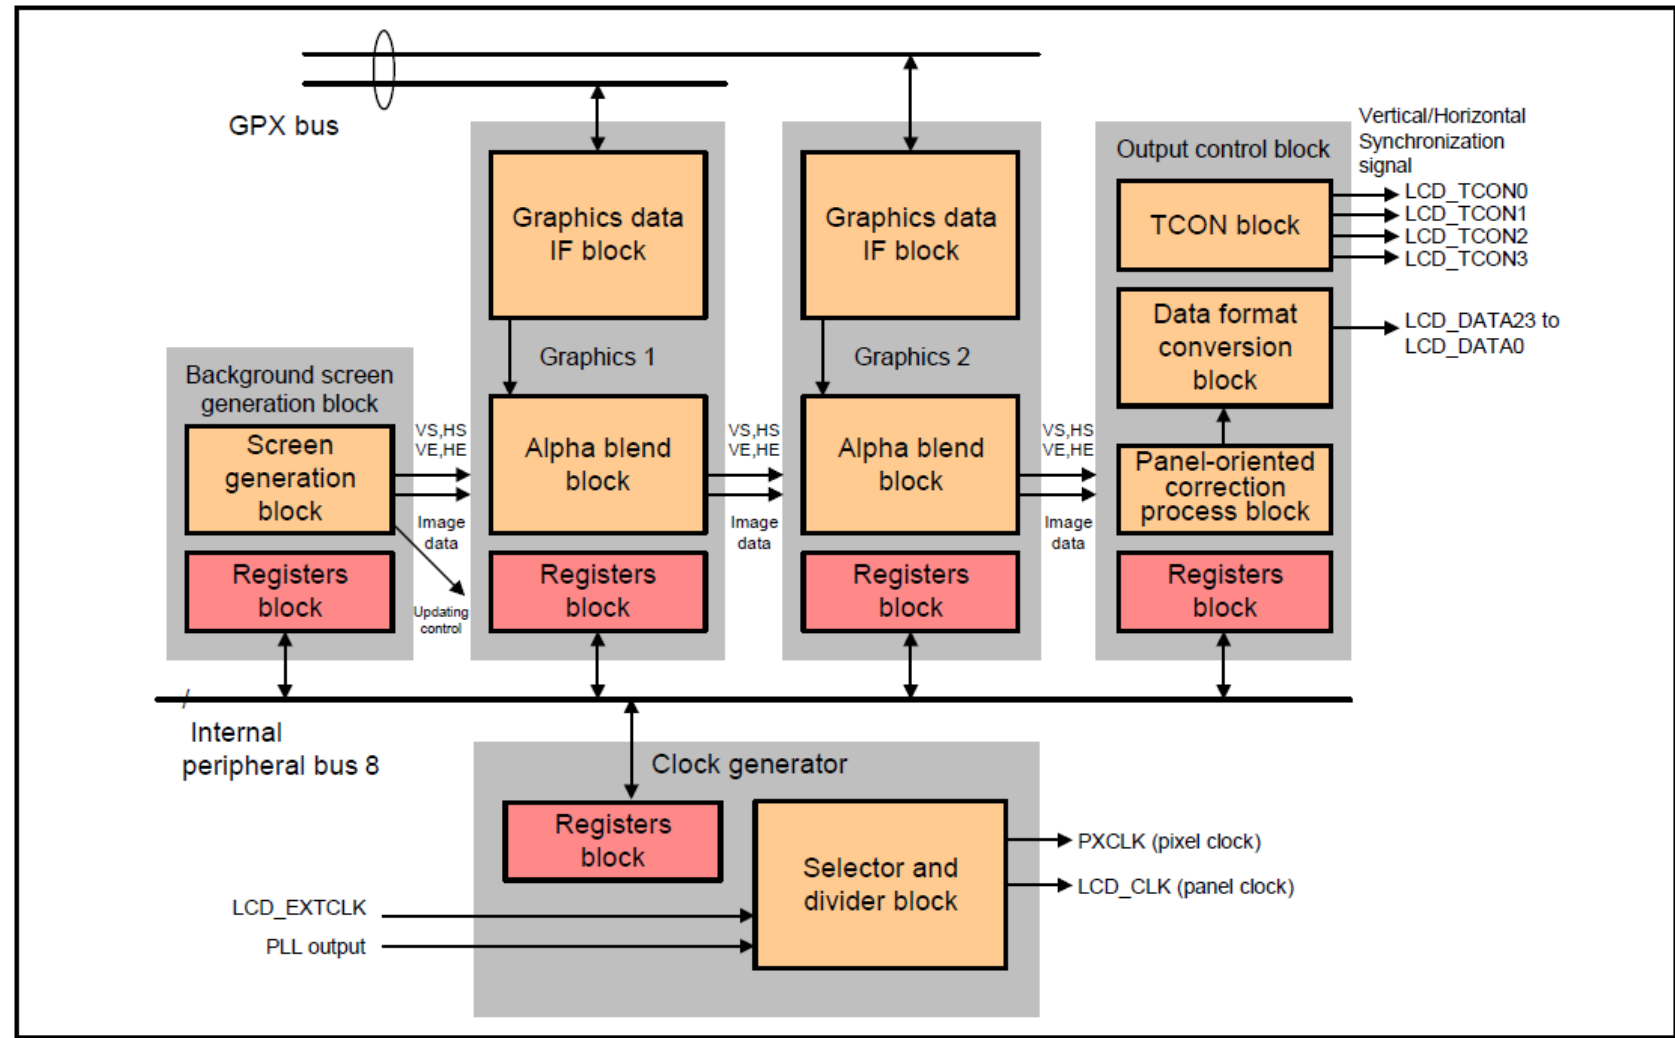 GPX bus
Graphics data
IF block
Graphics 1
Alpha blend
block
Registers
block
Graphics data
IF block
Graphics 2
Alpha blend
block
Registers
block
Output control block
TCON block
Data format
conversion
block
Panel-oriented
correction
process block
Registers
block
Vertical/Horizontal
Synchronization
signal
LCD_TCON0
LCD_TCON1
LCD_TCON2
LCD_TCON3
LCD_DATA23 to
LCD_DATA0
Background screen
generation block
Screen
generation
block
Registers
block
VS,HS
VE,HE
Image
data
Updating
control
VS,HS
VE,HE
Image
data
VS,HS
VE,HE
Image
data
Internal
peripheral bus 8
Clock generator
Registers
block
Selector and
divider block
LCD_EXTCLK
PLL output
PXCLK (pixel clock)
LCD_CLK (panel clock)